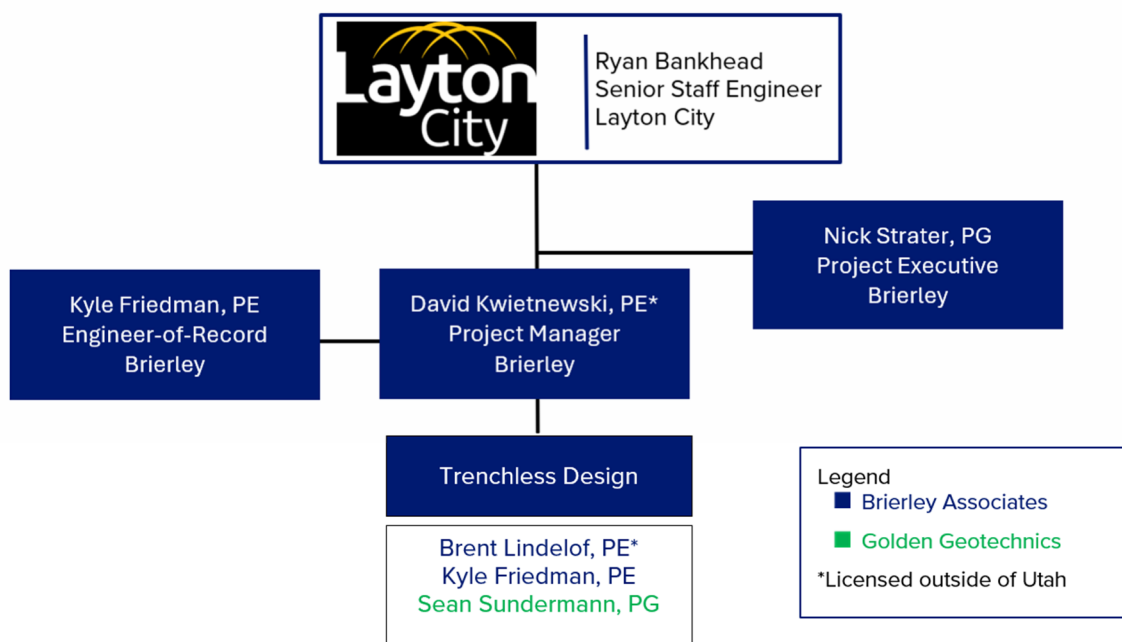 Layton
City
Ryan Bankhead
Senior Staff Engineer
Layton City
Nick Strater, PG
Project Executive
Brierley
Kyle Friedman, PE
Engineer-of-Record
Brierley
David Kwietnewski, PE*
Project Manager
Brierley
Trenchless Design
Brent Lindelof, PE*
Kyle Friedman, PE
Sean Sundermann, PG
Legend
Brierley Associates
Golden Geotechnics
*Licensed outside of Utah